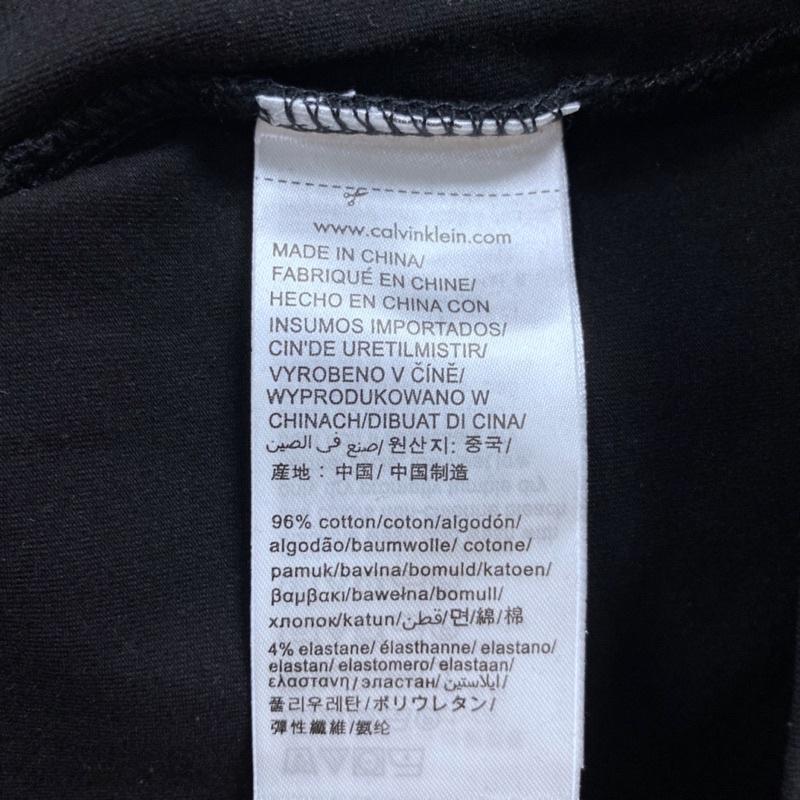 www.calvinklein.com
MADE IN CHINA/
FABRIQUÉ EN CHINE/
HECHO EN CHINA CON
INSUMOS IMPORTADOS/
CIN'DE URETILMISTIR/
VYROBENO V ČÍNĚ/
WYPRODUKOWANO W
CHINACH/DIBUAT DI CINA/
صنع في الصين/ 원산지: 중국/
産地：中国/ 中国制造
96% cotton/coton/algodón/
algodão/baumwolle/ cotone/
pamuk/bavlna/bomuld/katoen/
βαμβακι/bawełna/bomull/
хлопок/katun/قطن/면/綿/棉
4% elastane/ élasthanne/ elastano/
elastan/ elastomero/ elastaan/
ελαστανη/эластан/ايلاستين/
폴리우레탄/ポリウレタン/
彈性纖維/氨纶